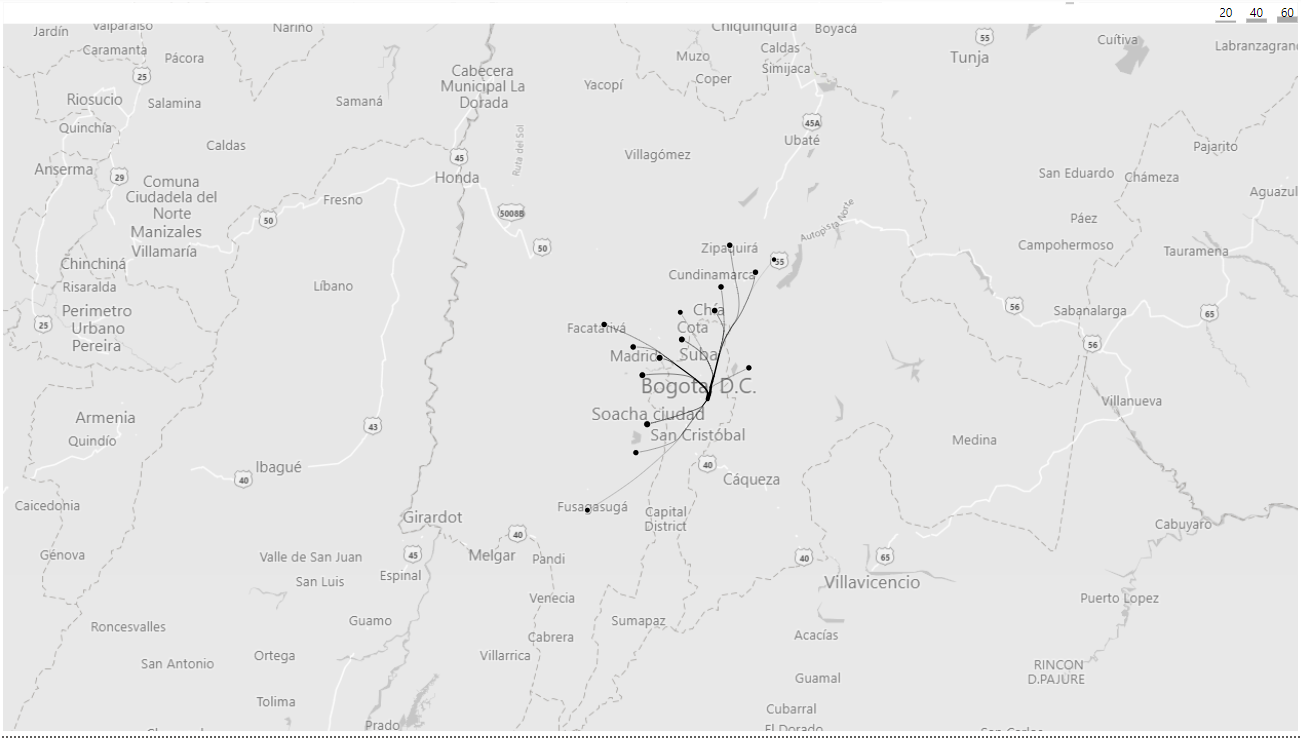 20 40 60
Jardín
Valparaíso
Nariño
Chiquinquirá
Boyacá
55
Cuítiva
Labranzagran
Caramanta
Pácora
Caldas
Simijaca
Tunja
Muzo
Coper
25
Cabecera
Municipal La
Dorada
Yacopí
Riosucio
Salamina
Samaná
Quinchía
45A
Ubaté
Caldas
Ruta del Sol
Pajarito
Anserma
29
45
Honda
Villagómez
San Eduardo
Chámeza
Comuna
Ciudadela del
Norte
Manizales
Villamaría
Fresno
Aguazul
50
5008B
50
Autopista Norte
Páez
Campohermoso
Tauramena
Zipaquirá
55
Chinchiná
Risaralda
Líbano
Cundinamarca
Perimetro
Urbano
Pereira
25
Chía
56
Sabanalarga
65
Facatativá
Cota
Madrid
Suba
56
Bogota, D.C.
Villanueva
Armenia
Quindío
43
Soacha ciudad
San Cristóbal
Medina
40
Ibagué
40
Cáqueza
Caicedonia
Girardot
Fusagasugá
Capital
District
Cabuyaro
Génova
Valle de San Juan
45
40
Melgar
Pandi
40
65
San Luis
Espinal
Villavicencio
Venecia
Puerto Lopez
Roncesvalles
Guamo
Cabrera
Sumapaz
Acacías
San Antonio
Ortega
Villarrica
RINCON
D.PAJURE
Guamal
Tolima
Prado
Cubarral
El Dorado
San Carlos